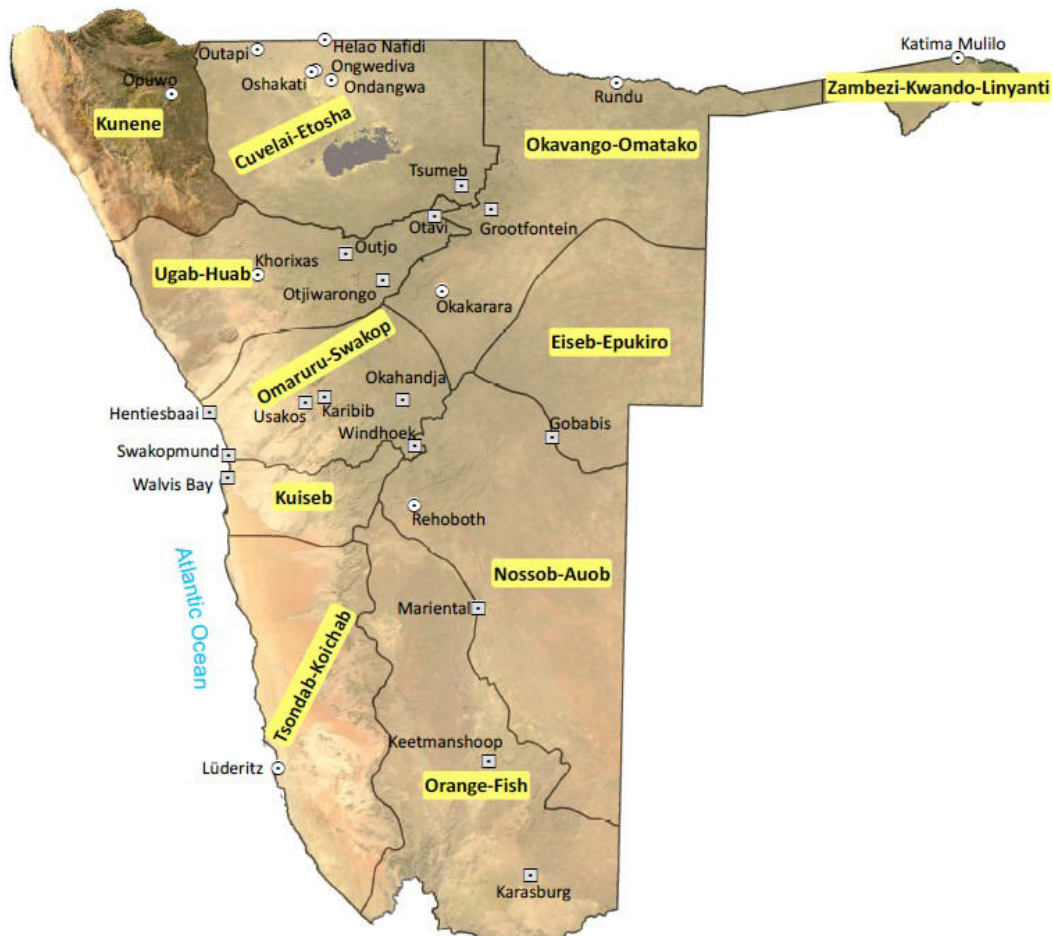 Helao Nafidi
Outapi
Katima Mulilo
Ongwediva
Oshakati
Ondangwa
Opuwo
Rundu
Zambezi-Kwando-Linyanti
Kunene
Cuvelai-Etosha
Okavango-Omatako
Tsumeb
Otavi
Grootfontein
Outjo
Khorixas
Ugab-Huab
Otjiwarongo
Okakarara
Omaruru-Swakop
Eiseb-Epukiro
Okahandja
Hentiesbaai
Usakos
Karibib
Gobabis
Windhoek
Swakopmund
Walvis Bay
Kuiseb
Rehoboth
Atlantic Ocean
Nossob-Auob
Mariental
Tsondab-Koichab
Keetmanshoop
Lüderitz
Orange-Fish
Karasburg